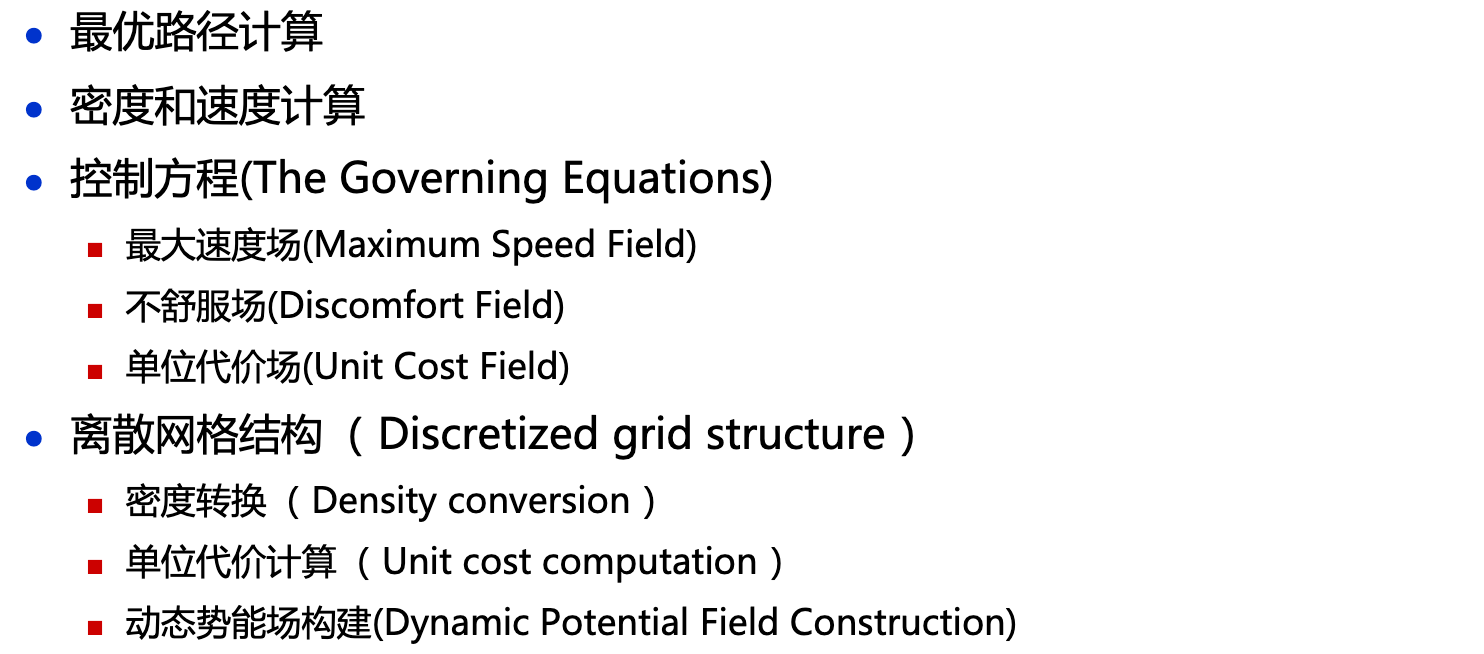 最优路径计算
密度和速度计算
控制方程(The Governing Equations)
最大速度场(Maximum Speed Field)
不舒服场(Discomfort Field)
单位代价场(Unit Cost Field)
离散网格结构（Discretized grid structure）
密度转换（Density conversion）
单位代价计算（Unit cost computation）
动态势能场构建(Dynamic Potential Field Construction)